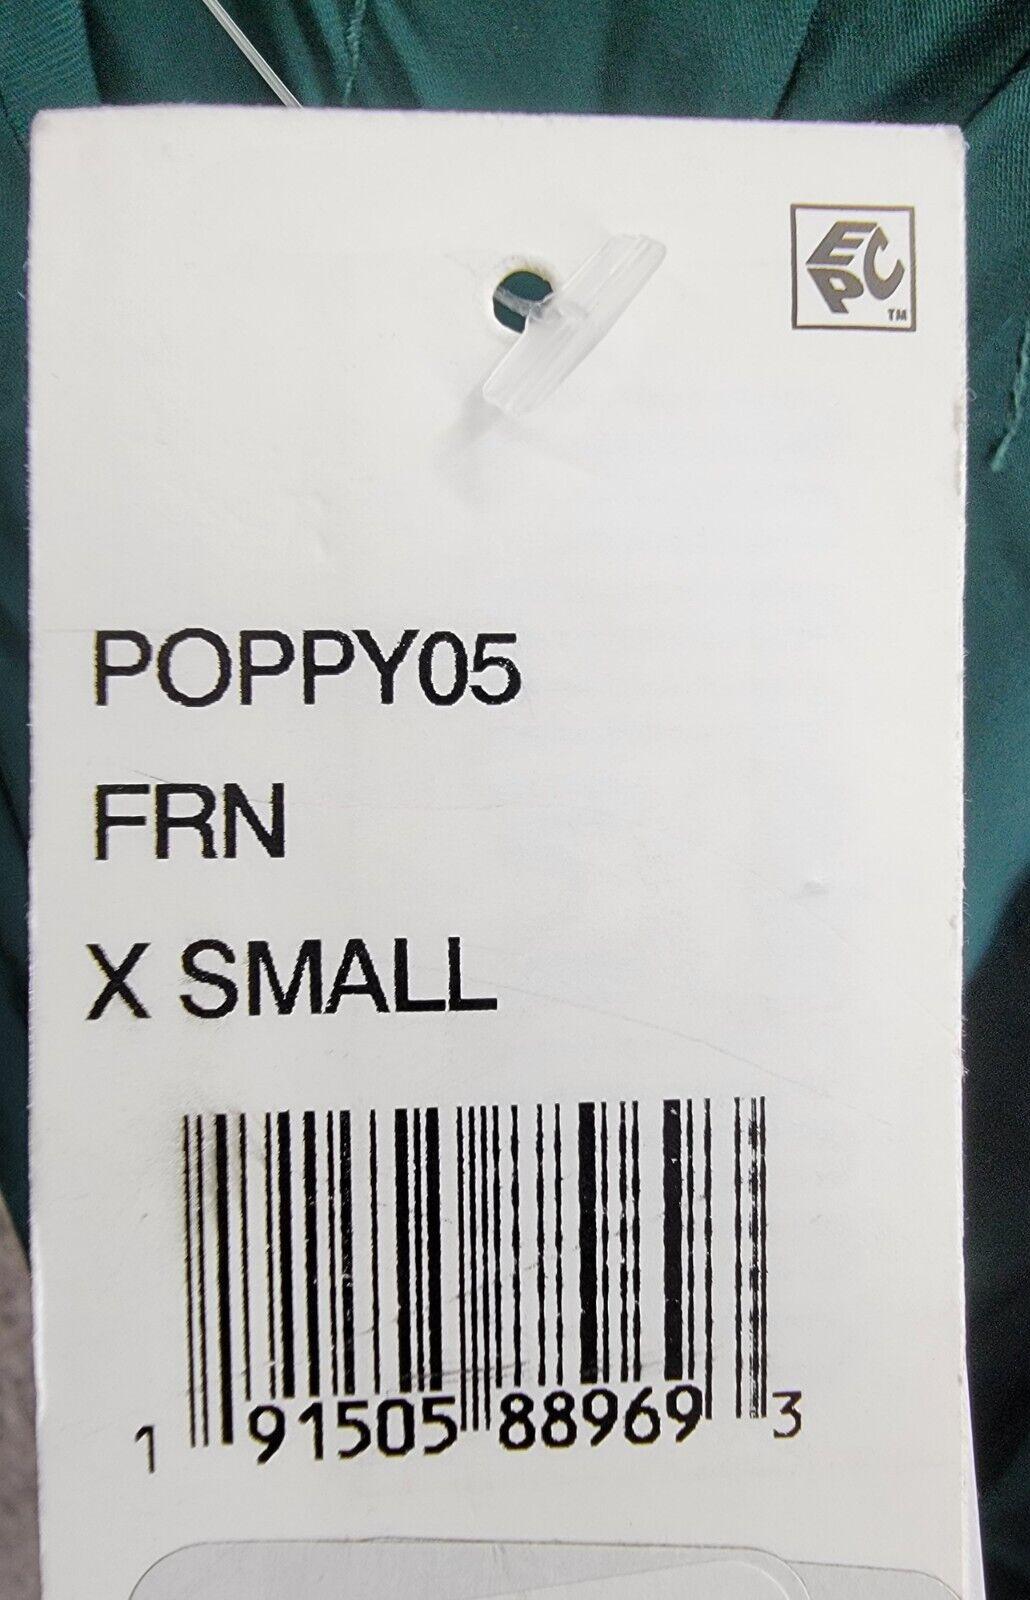 EPC
TM
POPPY05
FRN
X SMALL
1 91505 88969 3